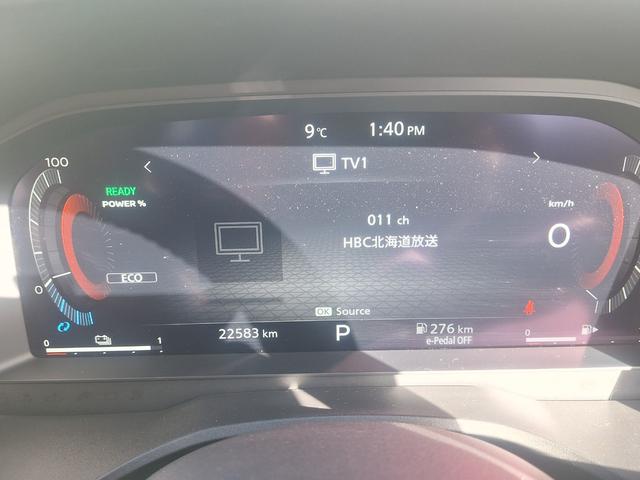 9℃ 1:40 PM
TV1
100
READY
POWER %
km/h
011 ch
HBC北海道放送
0
ECO
0
OK Source
22583 km
P
276 km
e-Pedal OFF
0 1
0